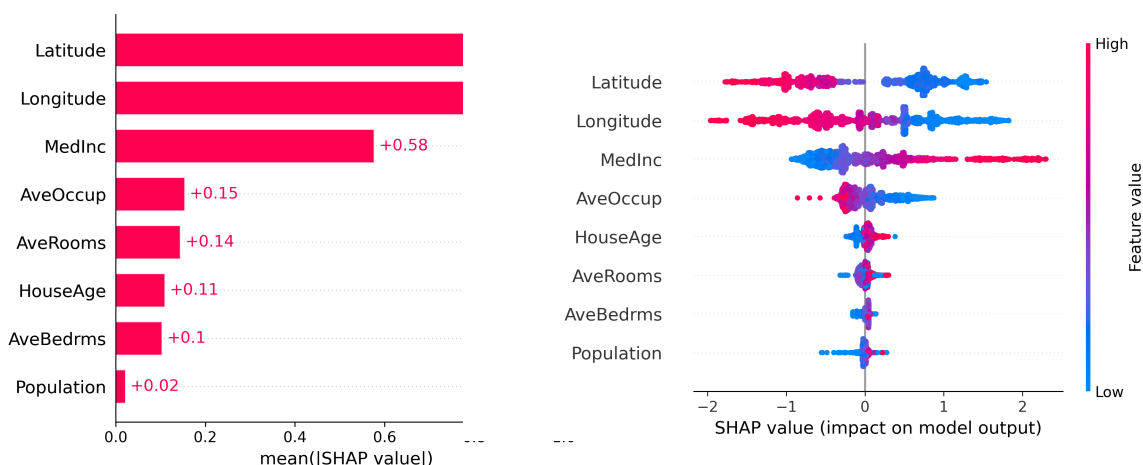 Latitude
Longitude
MedInc +0.58
AveOccup +0.15
AveRooms +0.14
HouseAge +0.11
AveBedrms +0.1
Population +0.02
0.0 0.2 0.4 0.6
mean(|SHAP value|)
High
Latitude
Longitude
MedInc
AveOccup
HouseAge
AveRooms
AveBedrms
Population
Low
−2 −1 0 1 2
SHAP value (impact on model output)
Feature value